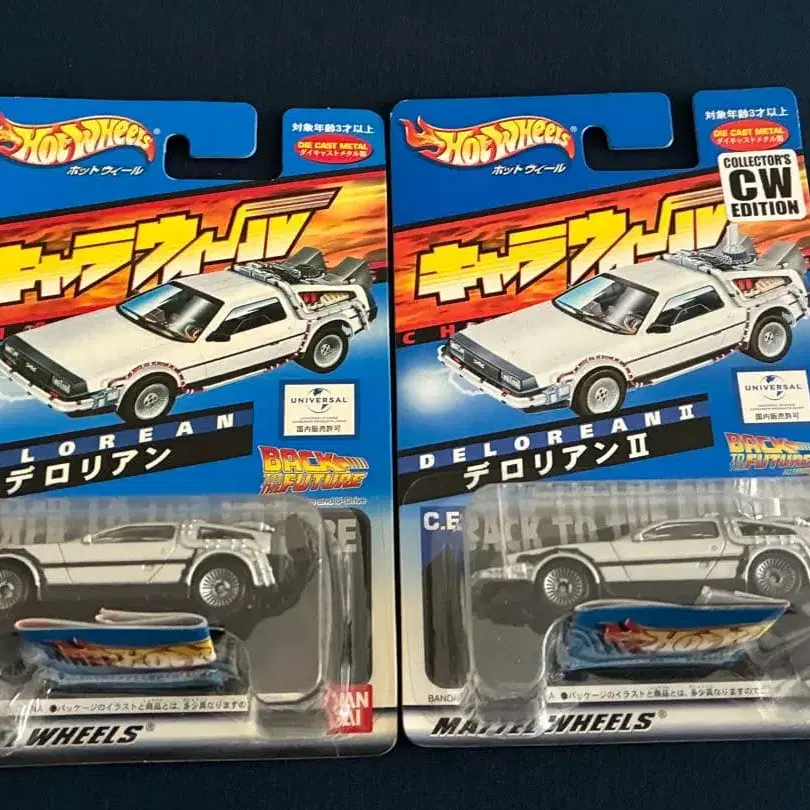 HOT WHEELS
ホットウィール
対象年齢3才以上
DIE CAST METAL
ダイキャストメタル製
キャラウィール
UNIVERSAL
国内販売許可
LOREAN
デロリアン
BACK TO THE FUTURE
●パッケージのイラストと商品とは、多少異なりますの
WHEELS
HOT WHEELS
ホットウィール
対象年齢3才以上
DIE CAST METAL
ダイキャストメタル製
COLLECTOR'S
CW
EDITION
キャラウィール
CH
UNIVERSAL
国内販売許可
DELOREAN II
デロリアンII
BACK TO THE FUTURE
BACK TO THE
●パッケージのイラストと商品とは、多少異なりますので
MATTEL WHEELS